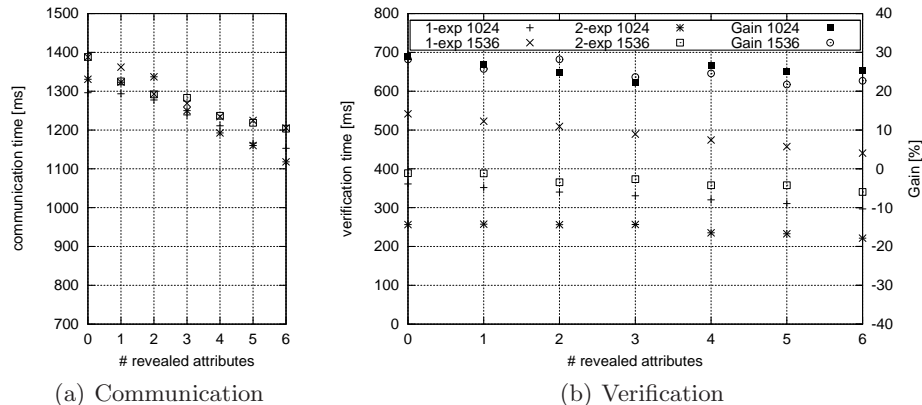 1500
1400
1300
1200
1100
1000
900
800
700
communication time [ms]
0 1 2 3 4 5 6
# revealed attributes
(a) Communication
1-exp 1024 2-exp 1024 Gain 1024
1-exp 1536 2-exp 1536 Gain 1536
800
700
600
500
400
300
200
100
0
verification time [ms]
40
30
20
10
0
-10
-20
-30
-40
Gain [%]
0 1 2 3 4 5 6
# revealed attributes
(b) Verification